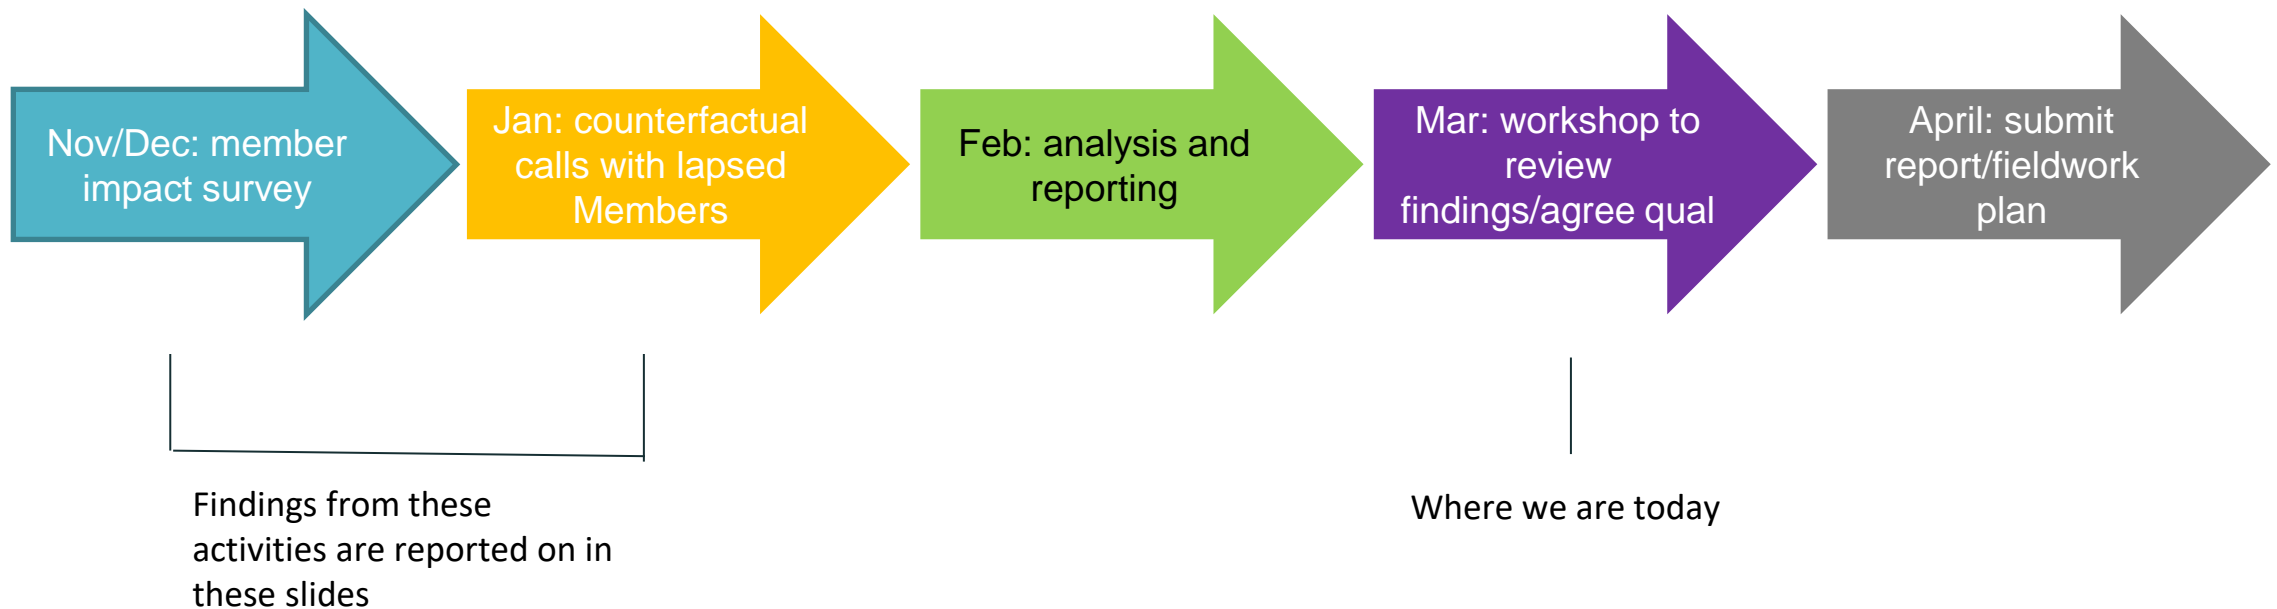 Nov/Dec: member
impact survey
Jan: counterfactual
calls with lapsed
Members
Feb: analysis and
reporting
Mar: workshop to
review
findings/agree qual
April: submit
report/fieldwork
plan
Findings from these
activities are reported on in
these slides
Where we are today